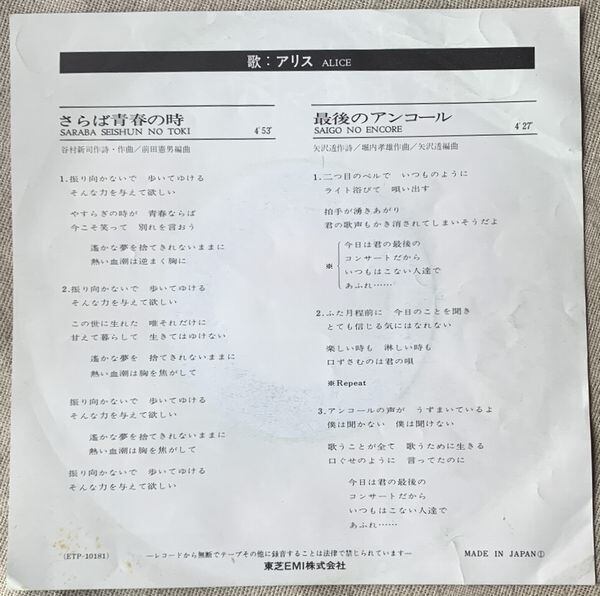 歌：アリス ALICE
さらば青春の時
SARABA SEISHUN NO TOKI 4'53"
谷村新司作詩・作曲／前田憲男編曲
1.振り向かないで 歩いてゆける
そんな力を与えて欲しい
やすらぎの時が 青春ならば
今こそ笑って 別れを言おう
遙かな夢を捨てきれないままに
熱い血潮は逆まく胸に
2.振り向かないで 歩いてゆける
そんな力を与えて欲しい
この世に生れた 唯それだけに
甘えて暮らして 生きてはゆけない
遙かな夢を 捨てきれないままに
熱い血潮は胸を焦がして
振り向かないで 歩いてゆける
そんな力を与えて欲しい
遙かな夢を捨てきれないままに
熱い血潮は胸を焦がして
振り向かないで 歩いてゆける
そんな力を与えて欲しい
最後のアンコール
SAIGO NO ENCORE 4'27"
矢沢透作詩／堀内孝雄作曲／矢沢透編曲
1.二つ目のベルで いつものように
ライト浴びて 唄い出す
拍手が湧きあがり
君の歌声もかき消されてしまいそうだよ
今日は君の最後の
※ コンサートだから
いつもはこない人達で
あふれ……
2.ふた月程前に 今日のことを聞き
とても信じる気にはなれない
楽しい時も 淋しい時も
口ずさむのは君の唄
※Repeat
3.アンコールの声が うずまいているよ
僕は聞かない 僕は聞けない
歌うことが全て 歌うために生きる
口ぐせのように 言ってたのに
今日は君の最後の
コンサートだから
いつもはこない人達で
あふれ……
(ETP-10181) —レコードから無断でテープその他に録音することは法律で禁じられています— MADE IN JAPAN①
東芝EMI株式会社